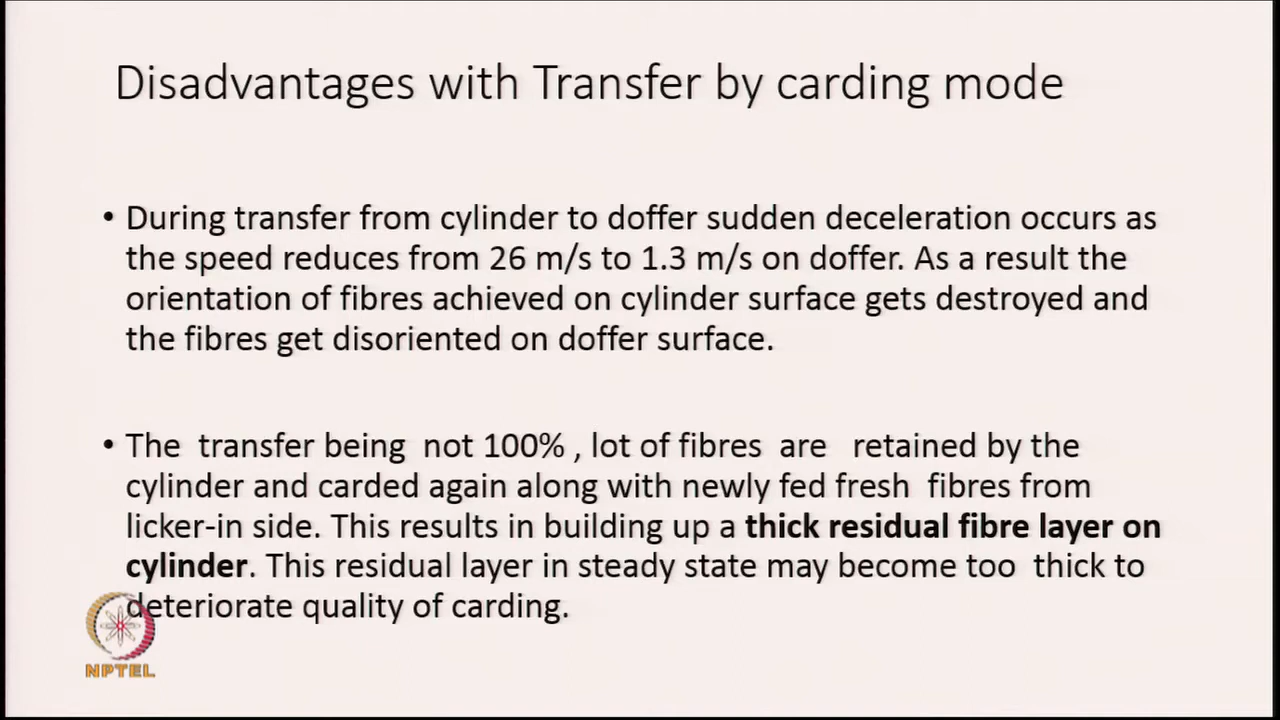 Disadvantages with Transfer by carding mode
• During transfer from cylinder to doffer sudden deceleration occurs as
the speed reduces from 26 m/s to 1.3 m/s on doffer. As a result the
orientation of fibres achieved on cylinder surface gets destroyed and
the fibres get disoriented on doffer surface.
• The transfer being not 100% , lot of fibres are retained by the
cylinder and carded again along with newly fed fresh fibres from
licker-in side. This results in building up a thick residual fibre layer on
cylinder. This residual layer in steady state may become too thick to
deteriorate quality of carding.
NPTEL